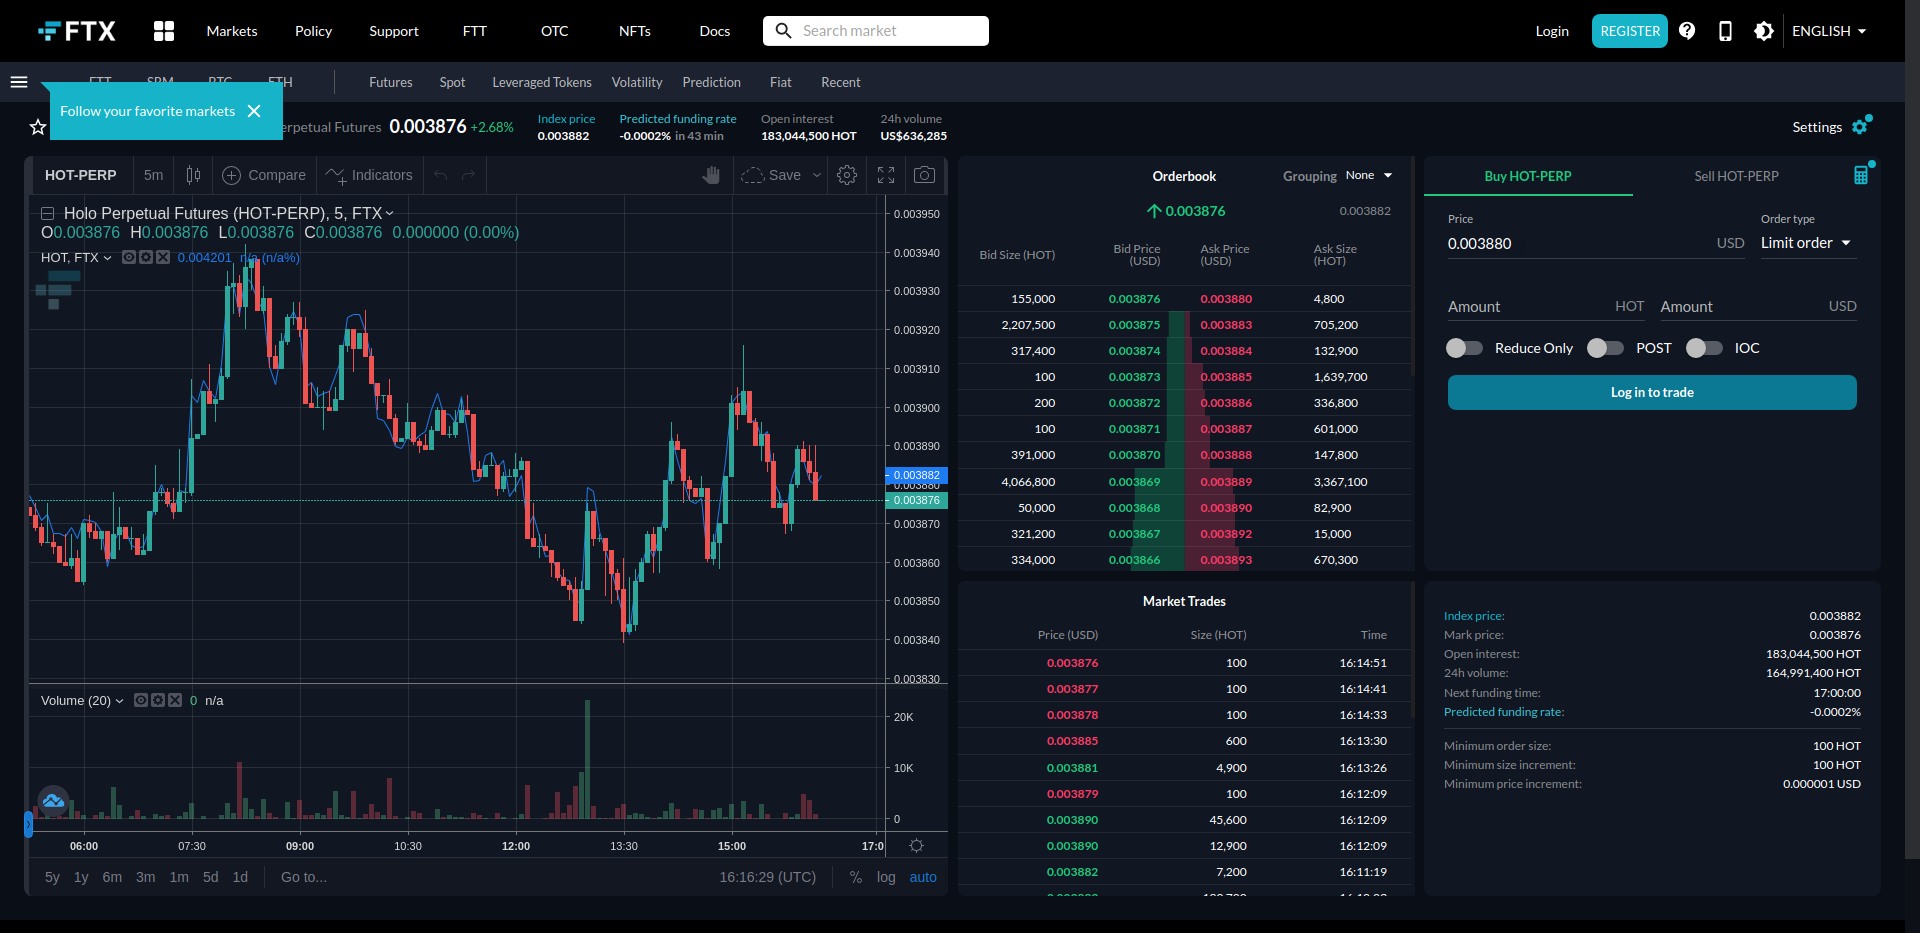 FTX Markets Policy Support FTT OTC NFTs Docs Search market Login REGISTER ENGLISH
Futures Spot Leveraged Tokens Volatility Prediction Fiat Recent
Follow your favorite markets
Perpetual Futures 0.003876 +2.68%
Index price
0.003882
Predicted funding rate
-0.0002% in 43 min
Open interest
183,044,500 HOT
24h volume
US$636,285
Settings
HOT-PERP 5m Compare Indicators Save
Holo Perpetual Futures (HOT-PERP), 5, FTX
O0.003876 H0.003876 L0.003876 C0.003876 0.000000 (0.00%)
HOT, FTX 0.004201 n/a (n/a%)
0.003950
0.003940
0.003930
0.003920
0.003910
0.003900
0.003890
0.003882
0.003880
0.003876
0.003870
0.003860
0.003850
0.003840
0.003830
Volume (20) 0 n/a
20K
10K
0
06:00 07:30 09:00 10:30 12:00 13:30 15:00 17:0
5y 1y 6m 3m 1m 5d 1d Go to... 16:16:29 (UTC) % log auto
Orderbook Grouping None
0.003876 0.003882
Bid Size (HOT) Bid Price (USD) Ask Price (USD) Ask Size (HOT)
155,000 0.003876 0.003880 4,800
2,207,500 0.003875 0.003883 705,200
317,400 0.003874 0.003884 132,900
100 0.003873 0.003885 1,639,700
200 0.003872 0.003886 336,800
100 0.003871 0.003887 601,000
391,000 0.003870 0.003888 147,800
4,066,800 0.003869 0.003889 3,367,100
50,000 0.003868 0.003890 82,900
321,200 0.003867 0.003892 15,000
334,000 0.003866 0.003893 670,300
Market Trades
Price (USD) Size (HOT) Time
0.003876 100 16:14:51
0.003877 100 16:14:41
0.003878 100 16:14:33
0.003885 600 16:13:30
0.003881 4,900 16:13:26
0.003879 100 16:12:09
0.003890 45,600 16:12:09
0.003890 12,900 16:12:09
0.003882 7,200 16:11:19
Buy HOT-PERP Sell HOT-PERP
Price Order type
0.003880 USD Limit order
Amount HOT Amount USD
Reduce Only POST IOC
Log in to trade
Index price: 0.003882
Mark price: 0.003876
Open interest: 183,044,500 HOT
24h volume: 164,991,400 HOT
Next funding time: 17:00:00
Predicted funding rate: -0.0002%
Minimum order size: 100 HOT
Minimum size increment: 100 HOT
Minimum price increment: 0.000001 USD